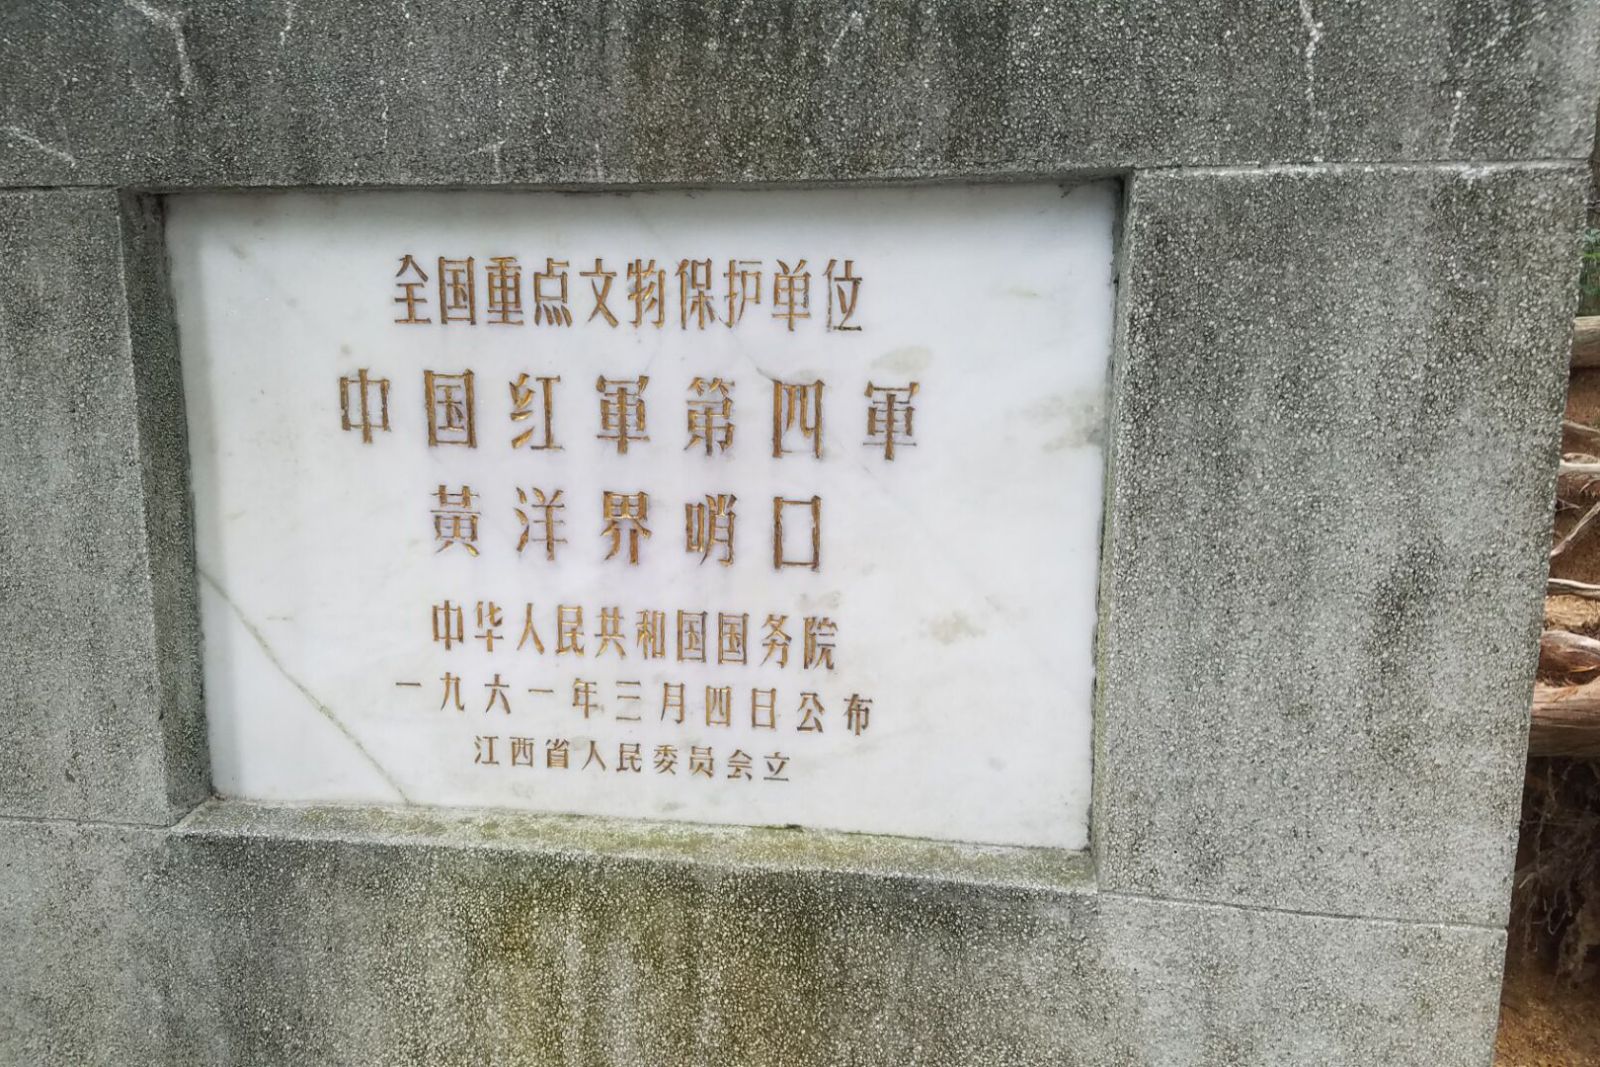 全国重点文物保护单位
中国红軍第四軍
黄洋界哨口
中华人民共和国国务院
一九六一年三月四日公布
江西省人民委员会立